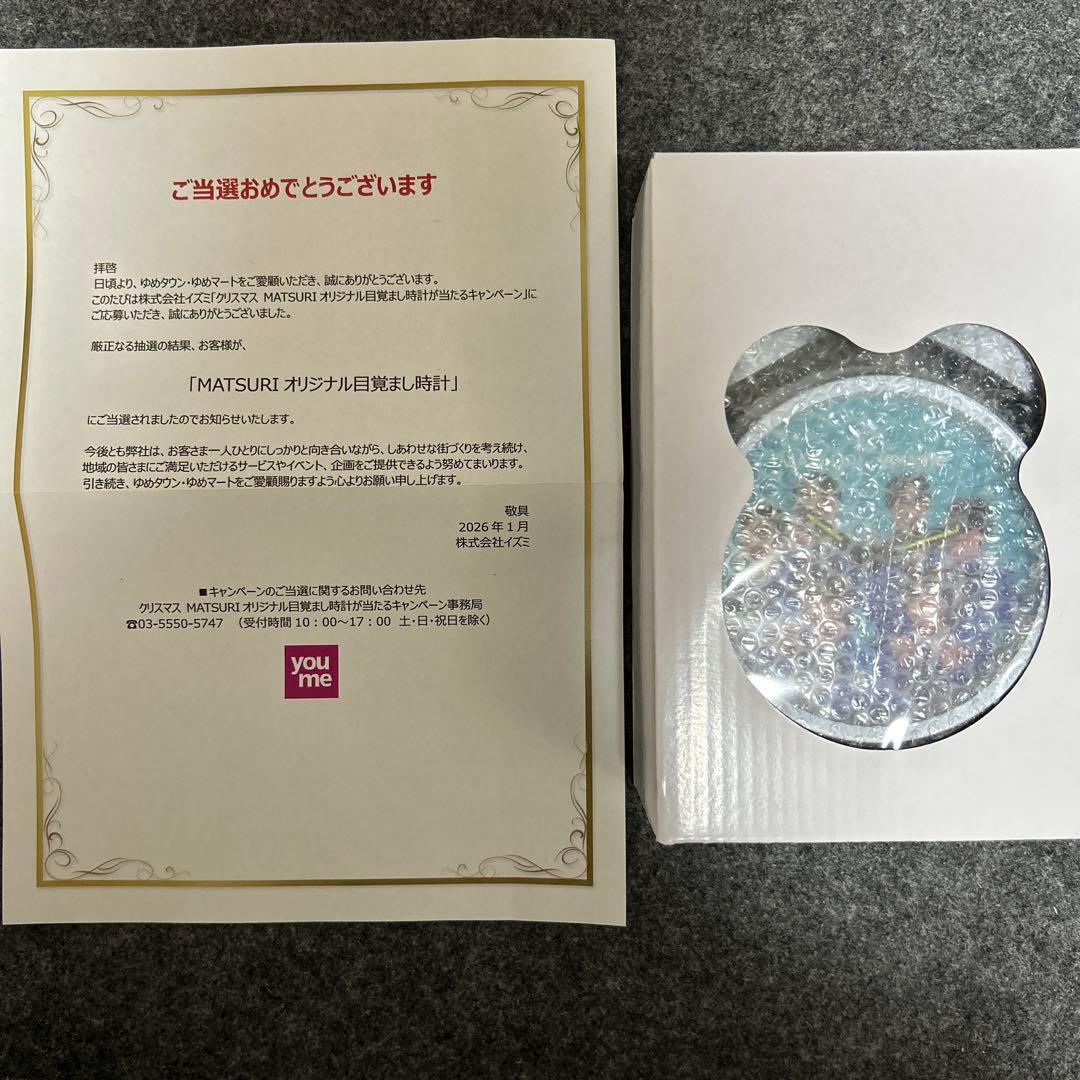 ご当選おめでとうございます
拝啓
日頃より、ゆめタウン・ゆめマートをご愛顧いただき、誠にありがとうございます。
このたびは株式会社イズミ「クリスマス MATSURI オリジナル目覚まし時計が当たるキャンペーン」に
ご応募いただき、誠にありがとうございました。
厳正なる抽選の結果、お客様が、
「MATSURI オリジナル目覚まし時計」
にご当選されましたのでお知らせいたします。
今後とも弊社は、お客さま一人ひとりにしっかりと向き合いながら、しあわせな街づくりを考え続け、
地域の皆さまにご満足いただけるサービスやイベント、企画をご提供できるよう努めてまいります。
引き続き、ゆめタウン・ゆめマートをご愛顧賜りますよう心よりお願い申し上げます。
敬具
2026 年 1 月
株式会社イズミ
■キャンペーンのご当選に関するお問い合わせ先
クリスマス MATSURI オリジナル目覚まし時計が当たるキャンペーン事務局
☎03-5550-5747 （受付時間 10：00～17：00 土・日・祝日を除く）
you
me